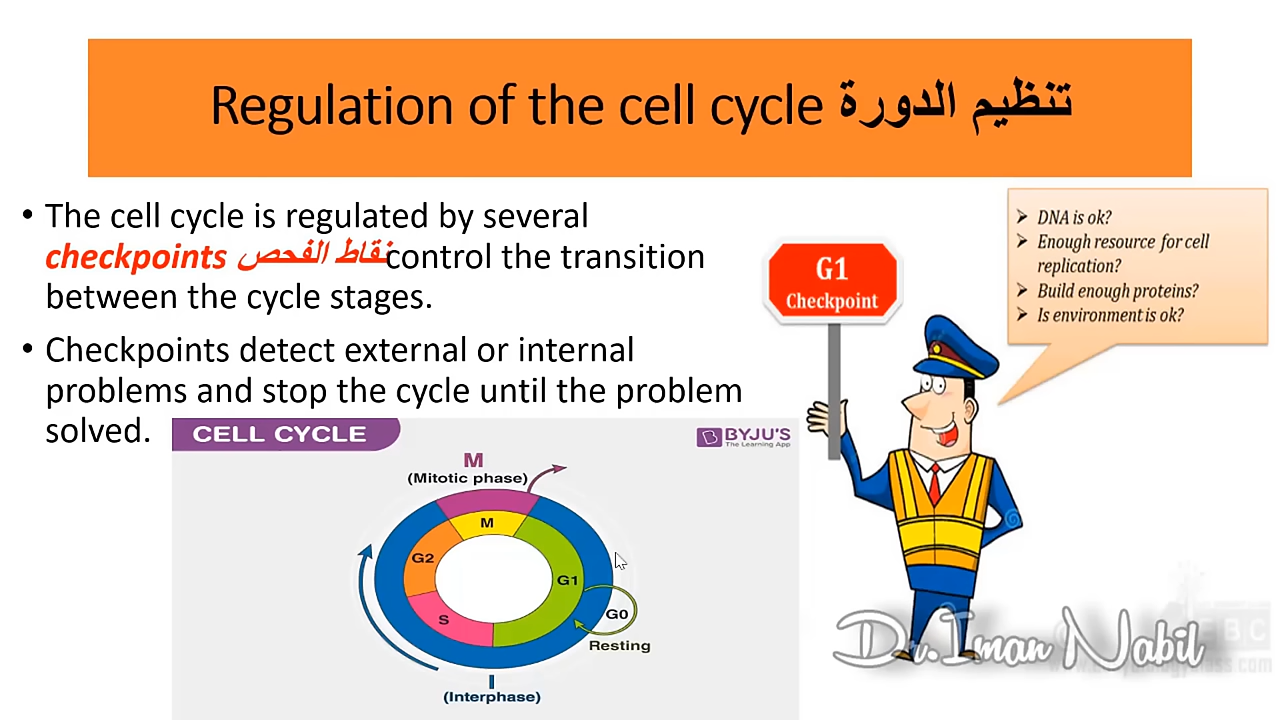 Regulation of the cell cycle تنظيم الدورة
• The cell cycle is regulated by several
checkpoints نقاط الفحص control the transition
between the cycle stages.
• Checkpoints detect external or internal
problems and stop the cycle until the problem
solved.
G1
Checkpoint
➢ DNA is ok?
➢ Enough resource for cell
replication?
➢ Build enough proteins?
➢ Is environment is ok?
CELL CYCLE
BYJU'S
The Learning App
M
(Mitotic phase)
M
G2
G1
S
G0
Resting
I
(Interphase)
Dr.Iman Nabil